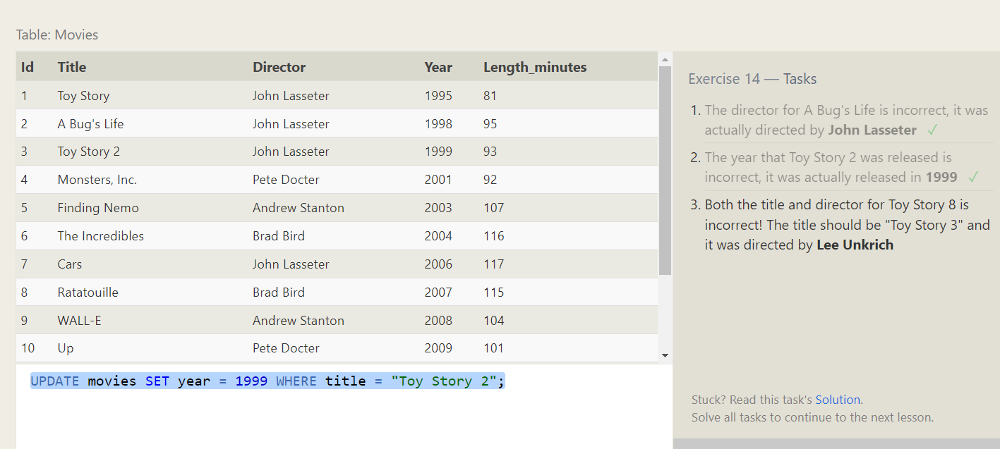 Table: Movies
Id Title Director Year Length_minutes
1 Toy Story John Lasseter 1995 81
2 A Bug's Life John Lasseter 1998 95
3 Toy Story 2 John Lasseter 1999 93
4 Monsters, Inc. Pete Docter 2001 92
5 Finding Nemo Andrew Stanton 2003 107
6 The Incredibles Brad Bird 2004 116
7 Cars John Lasseter 2006 117
8 Ratatouille Brad Bird 2007 115
9 WALL-E Andrew Stanton 2008 104
10 Up Pete Docter 2009 101
UPDATE movies SET year = 1999 WHERE title = "Toy Story 2";
Exercise 14 — Tasks
1. The director for A Bug's Life is incorrect, it was
actually directed by John Lasseter ✓
2. The year that Toy Story 2 was released is
incorrect, it was actually released in 1999 ✓
3. Both the title and director for Toy Story 8 is
incorrect! The title should be "Toy Story 3" and
it was directed by Lee Unkrich
Stuck? Read this task's Solution.
Solve all tasks to continue to the next lesson.